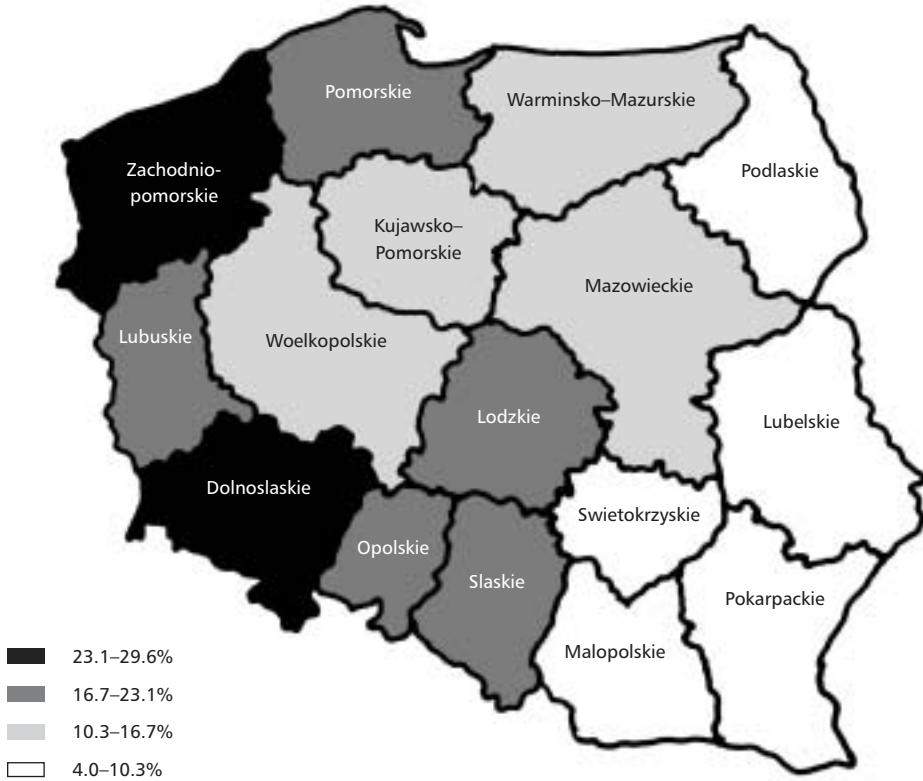 Pomorskie
Warminsko–Mazurskie
Zachodnio-
pomorskie
Podlaskie
Kujawsko–
Pomorskie
Mazowieckie
Lubuskie
Woelkopolskie
Lodzkie
Lubelskie
Dolnoslaskie
Swietokrzyskie
Opolskie
Slaskie
Pokarpackie
Malopolskie
23.1–29.6%
16.7–23.1%
10.3–16.7%
4.0–10.3%